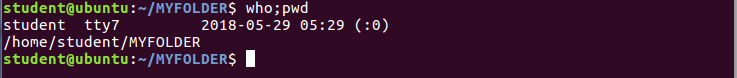 student@ubuntu:~/MYFOLDER$ who;pwd
student  tty7         2018-05-29 05:29 (:0)
/home/student/MYFOLDER
student@ubuntu:~/MYFOLDER$